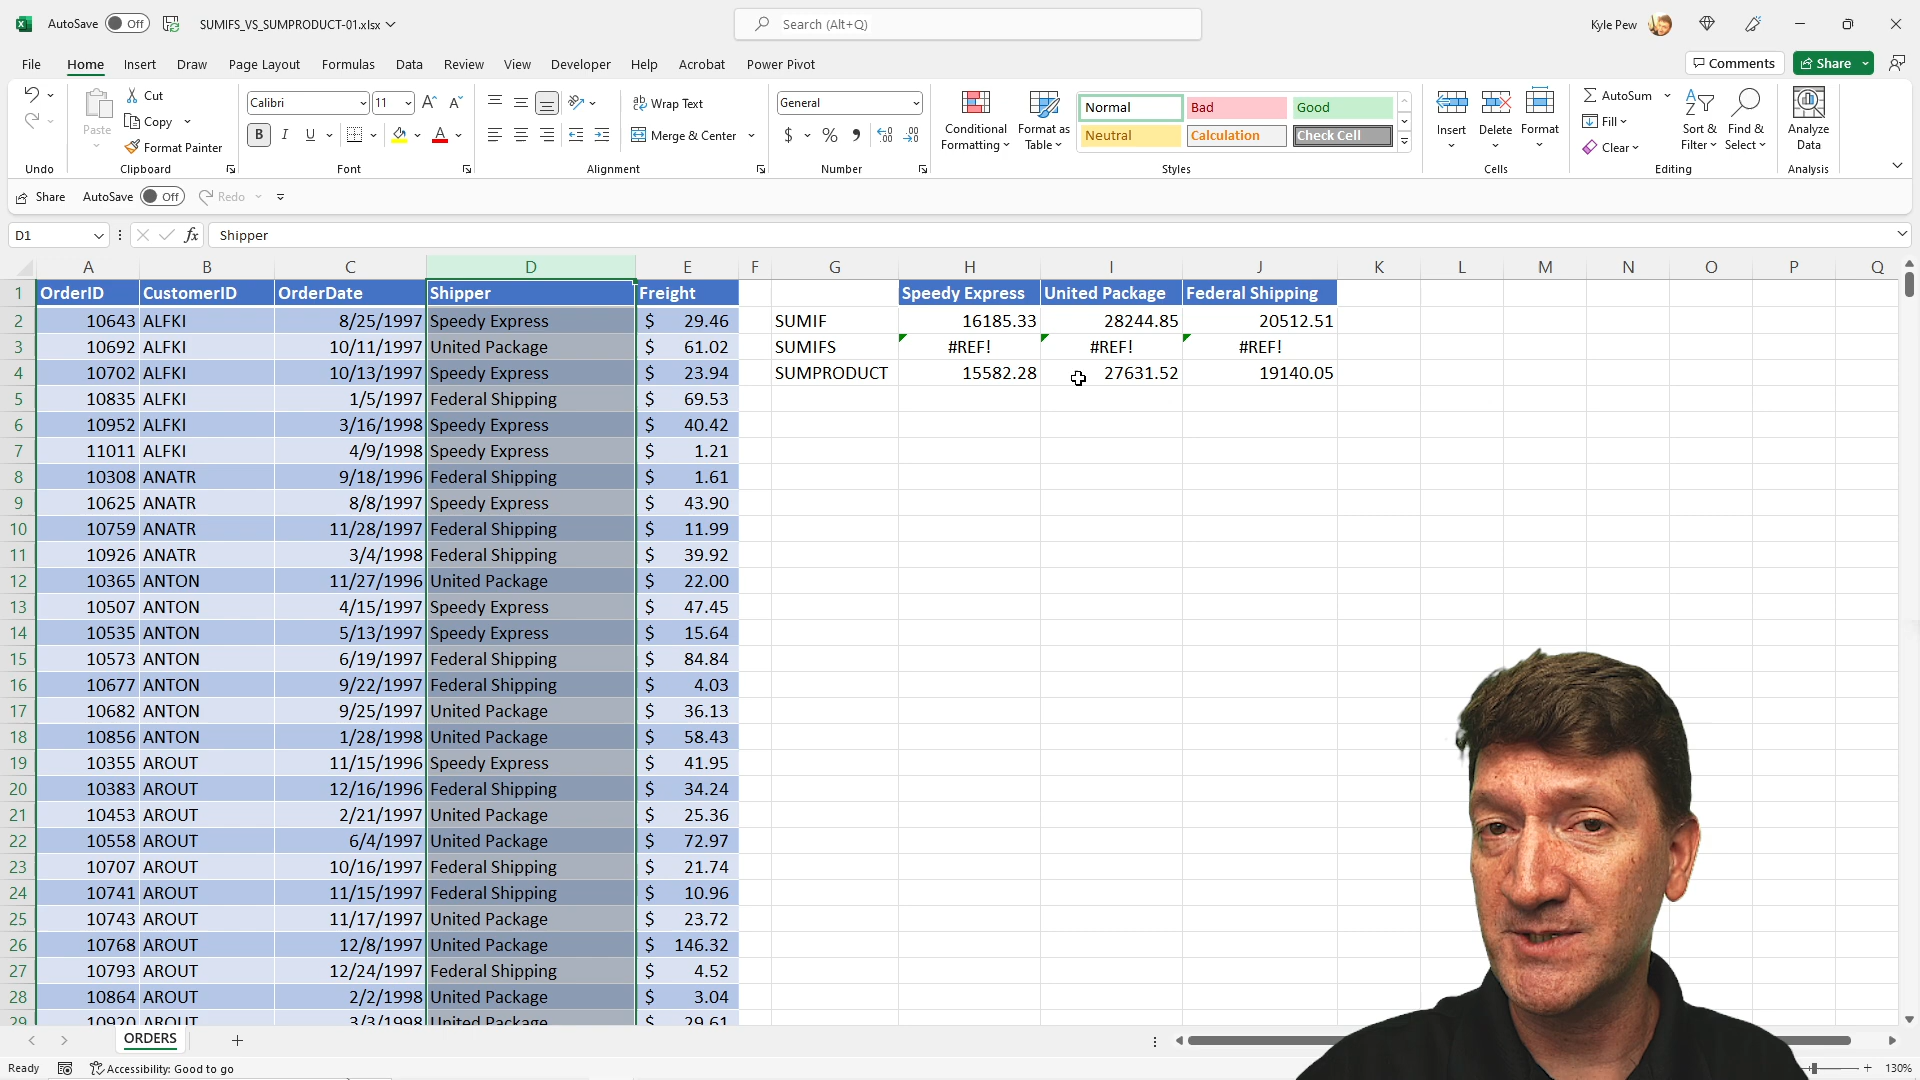 AutoSave Off SUMIFS_VS_SUMPRODUCT-01.xlsx Search (Alt+Q) Kyle Pew
File Home Insert Draw Page Layout Formulas Data Review View Developer Help Acrobat Power Pivot Comments Share
Paste Cut Copy Format Painter
Calibri 11 B I U A
Wrap Text Merge & Center
General $ %
Conditional Formatting Format as Table
Normal Bad Good
Neutral Calculation Check Cell
Insert Delete Format
AutoSum Fill Clear Sort & Filter Find & Select
Analyze Data
Undo Clipboard Font Alignment Number Styles Cells Editing Analysis
Share AutoSave Off Redo
D1 fx Shipper
A B C D E F G H I J K L M N O P Q
1 OrderID CustomerID OrderDate Shipper Freight Speedy Express United Package Federal Shipping
2 10643 ALFKI 8/25/1997 Speedy Express $ 29.46 SUMIF 16185.33 28244.85 20512.51
3 10692 ALFKI 10/11/1997 United Package $ 61.02 SUMIFS #REF! #REF! #REF!
4 10702 ALFKI 10/13/1997 Speedy Express $ 23.94 SUMPRODUCT 15582.28 27631.52 19140.05
5 10835 ALFKI 1/5/1997 Federal Shipping $ 69.53
6 10952 ALFKI 3/16/1998 Speedy Express $ 40.42
7 11011 ALFKI 4/9/1998 Speedy Express $ 1.21
8 10308 ANATR 9/18/1996 Federal Shipping $ 1.61
9 10625 ANATR 8/8/1997 Speedy Express $ 43.90
10 10759 ANATR 11/28/1997 Federal Shipping $ 11.99
11 10926 ANATR 3/4/1998 Federal Shipping $ 39.92
12 10365 ANTON 11/27/1996 United Package $ 22.00
13 10507 ANTON 4/15/1997 Speedy Express $ 47.45
14 10535 ANTON 5/13/1997 Speedy Express $ 15.64
15 10573 ANTON 6/19/1997 Federal Shipping $ 84.84
16 10677 ANTON 9/22/1997 Federal Shipping $ 4.03
17 10682 ANTON 9/25/1997 United Package $ 36.13
18 10856 ANTON 1/28/1998 United Package $ 58.43
19 10355 AROUT 11/15/1996 Speedy Express $ 41.95
20 10383 AROUT 12/16/1996 Federal Shipping $ 34.24
21 10453 AROUT 2/21/1997 United Package $ 25.36
22 10558 AROUT 6/4/1997 United Package $ 72.97
23 10707 AROUT 10/16/1997 Federal Shipping $ 21.74
24 10741 AROUT 11/15/1997 Federal Shipping $ 10.96
25 10743 AROUT 11/17/1997 United Package $ 23.72
26 10768 AROUT 12/8/1997 United Package $ 146.32
27 10793 AROUT 12/24/1997 Federal Shipping $ 4.52
28 10864 AROUT 2/2/1998 United Package $ 3.04
29 10920 AROUT 3/3/1998 United Package $ 29.61
ORDERS
Ready Accessibility: Good to go 130%